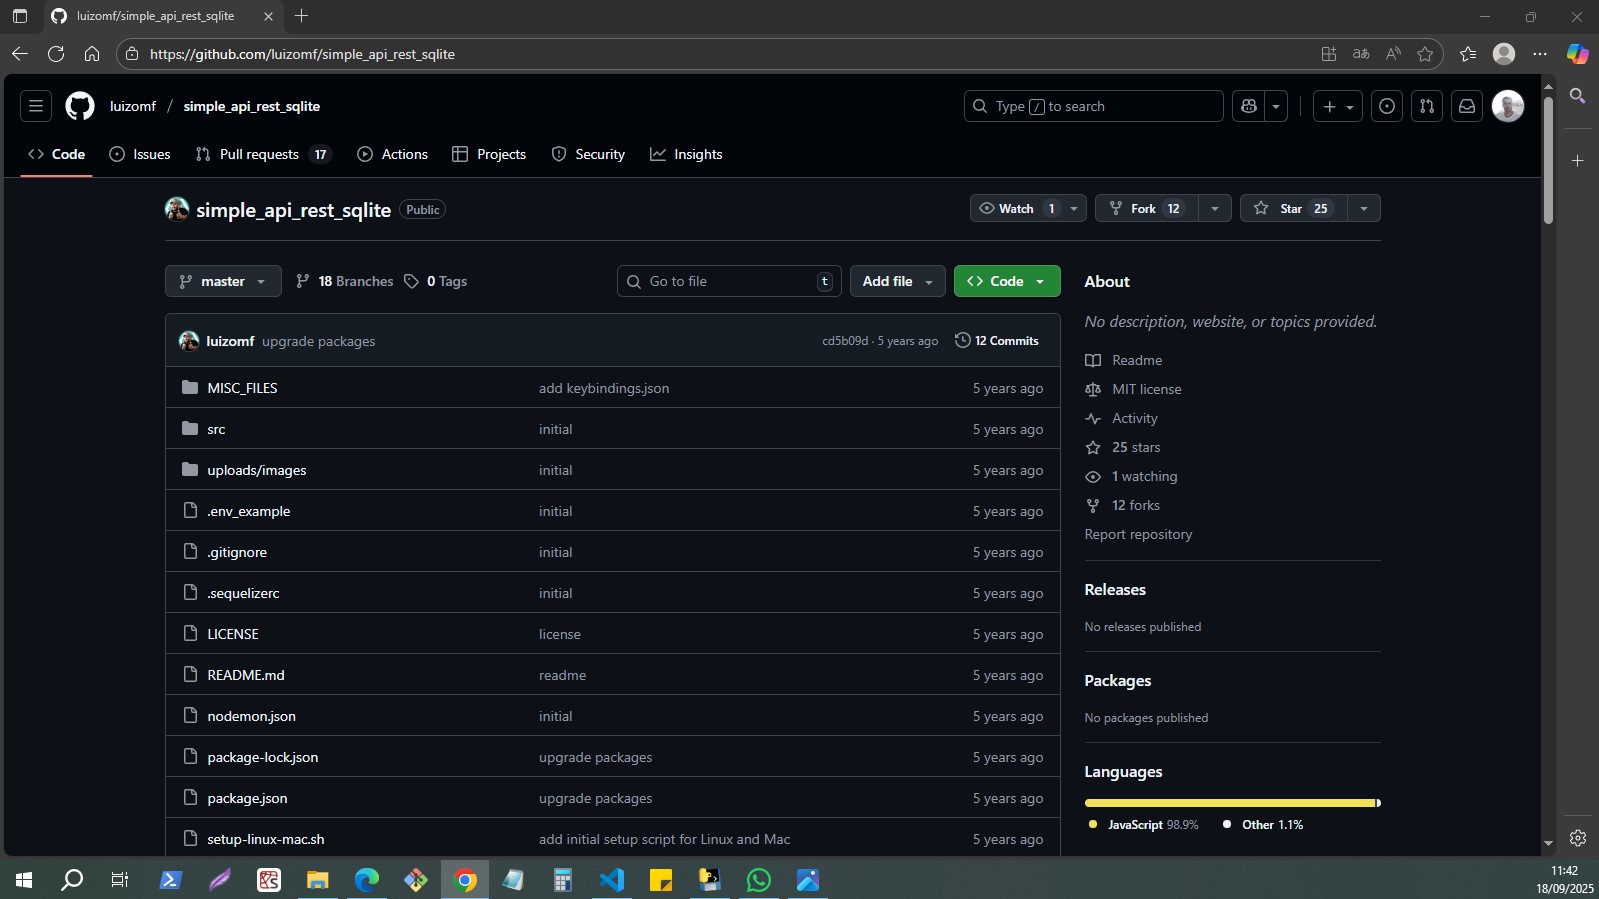 luizomf/simple_api_rest_sqlite
https://github.com/luizomf/simple_api_rest_sqlite
luizomf / simple_api_rest_sqlite
Type / to search
Code Issues Pull requests 17 Actions Projects Security Insights
simple_api_rest_sqlite Public
Watch 1 Fork 12 Star 25
master 18 Branches 0 Tags Go to file t Add file Code
luizomf upgrade packages cd5b09d · 5 years ago 12 Commits
MISC_FILES add keybindings.json 5 years ago
src initial 5 years ago
uploads/images initial 5 years ago
.env_example initial 5 years ago
.gitignore initial 5 years ago
.sequelizerc initial 5 years ago
LICENSE license 5 years ago
README.md readme 5 years ago
nodemon.json initial 5 years ago
package-lock.json upgrade packages 5 years ago
package.json upgrade packages 5 years ago
setup-linux-mac.sh add initial setup script for Linux and Mac 5 years ago
About
No description, website, or topics provided.
Readme
MIT license
Activity
25 stars
1 watching
12 forks
Report repository
Releases
No releases published
Packages
No packages published
Languages
JavaScript 98.9% Other 1.1%
11:42
18/09/2025